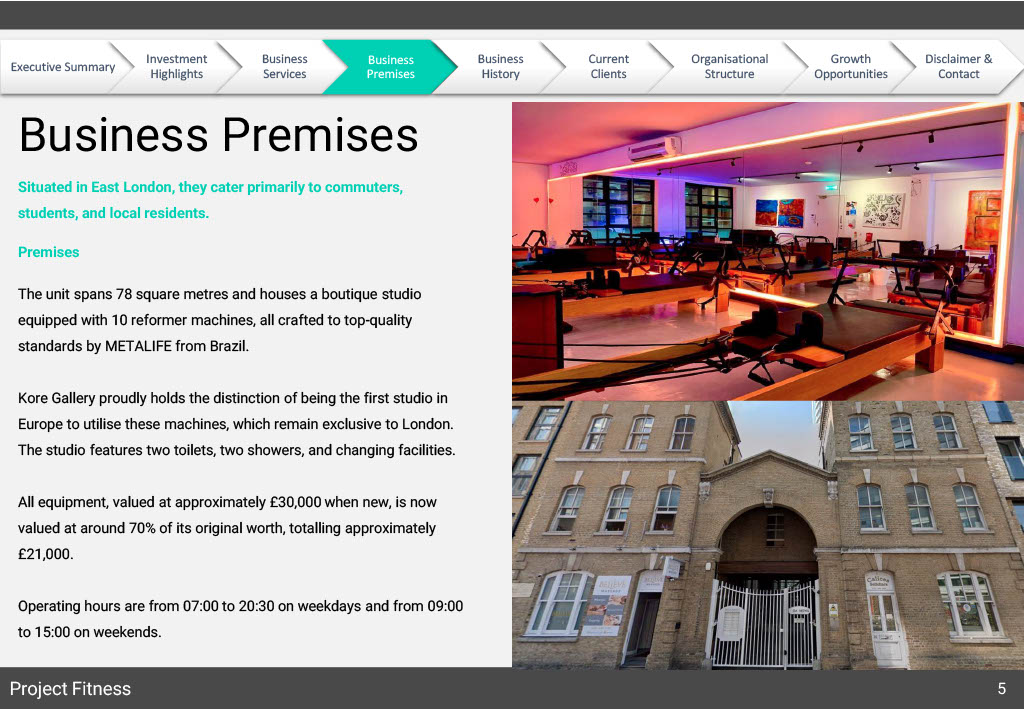 Executive Summary
Investment
Highlights
Business
Services
Business
Premises
Business
History
Current
Clients
Organisational
Structure
Growth
Opportunities
Disclaimer &
Contact
Business Premises
Situated in East London, they cater primarily to commuters,
students, and local residents.
Premises
The unit spans 78 square metres and houses a boutique studio
equipped with 10 reformer machines, all crafted to top-quality
standards by METALIFE from Brazil.
Kore Gallery proudly holds the distinction of being the first studio in
Europe to utilise these machines, which remain exclusive to London.
The studio features two toilets, two showers, and changing facilities.
All equipment, valued at approximately £30,000 when new, is now
valued at around 70% of its original worth, totalling approximately
£21,000.
Operating hours are from 07:00 to 20:30 on weekdays and from 09:00
to 15:00 on weekends.
Project Fitness
5